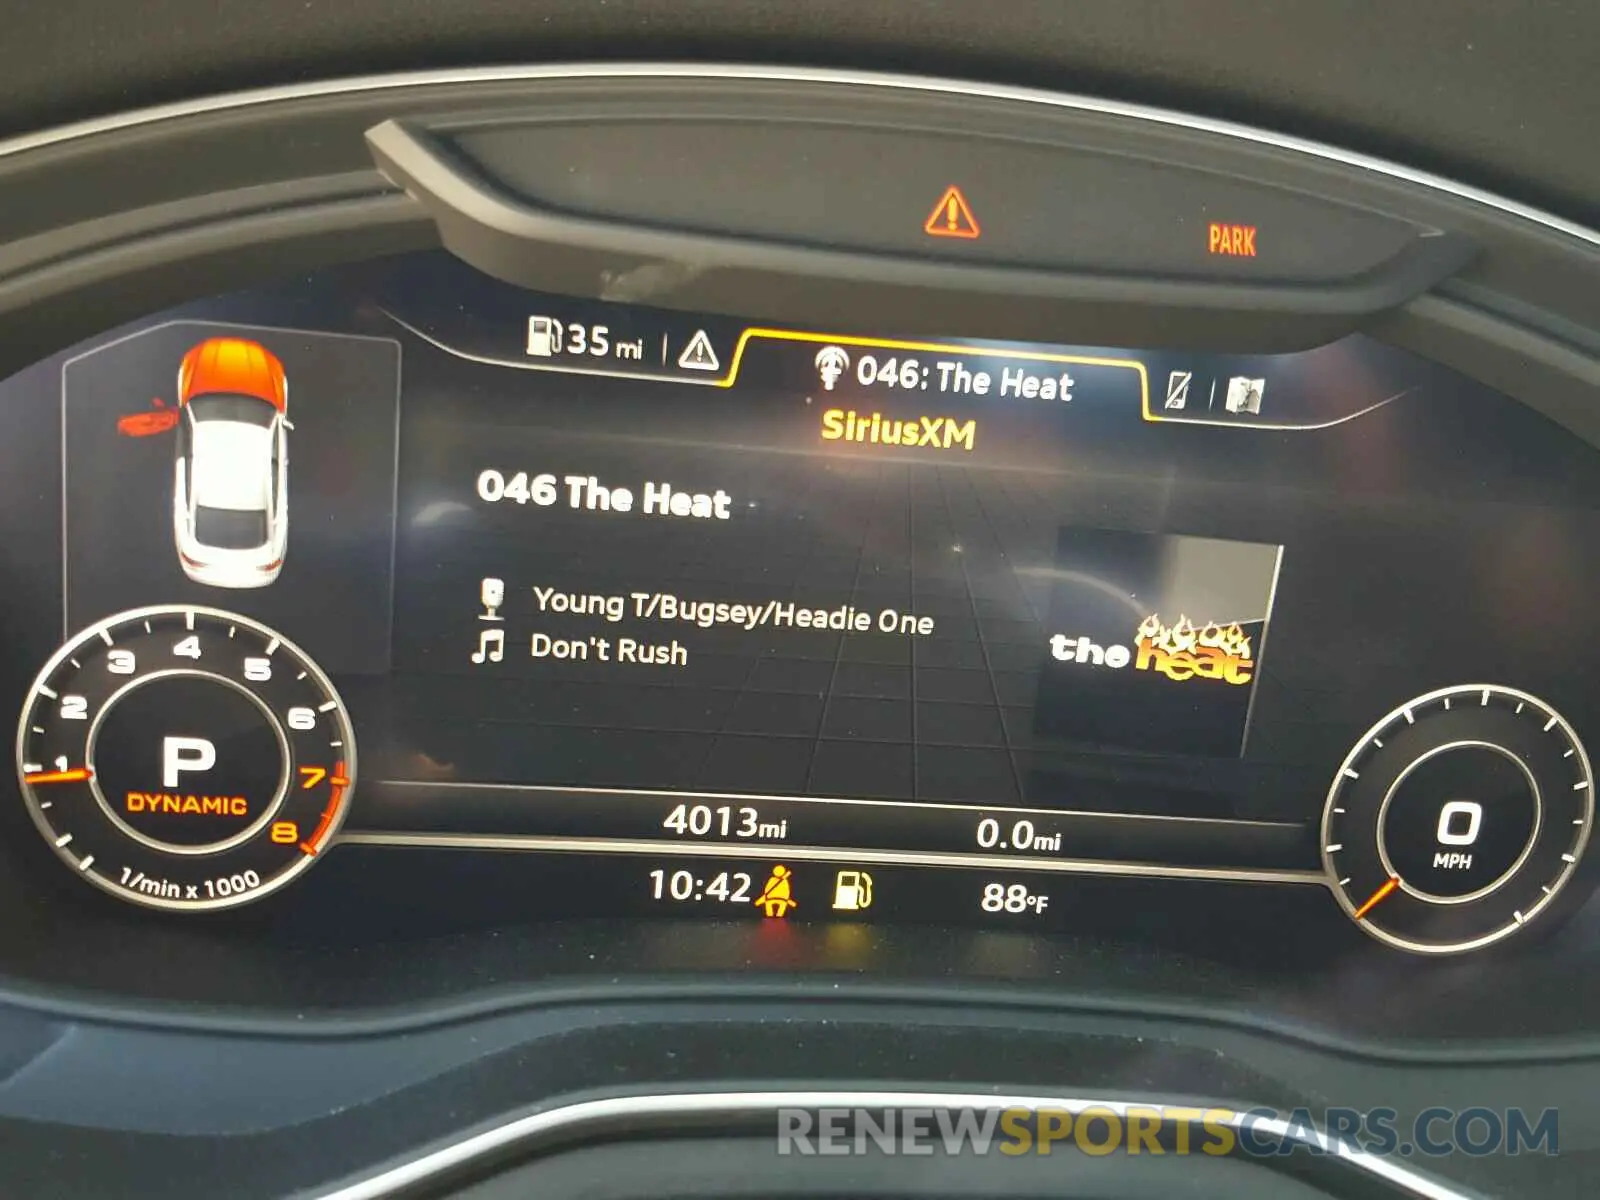 PARK
35 mi
046: The Heat
SiriusXM
046 The Heat
Young T/Bugsey/Headie One
Don't Rush
the heat
1 2 3 4 5 6 7 8
P
DYNAMIC
1/min x 1000
4013mi
0.0mi
0
MPH
10:42
88°F
RENEWSPORTSCARS.COM